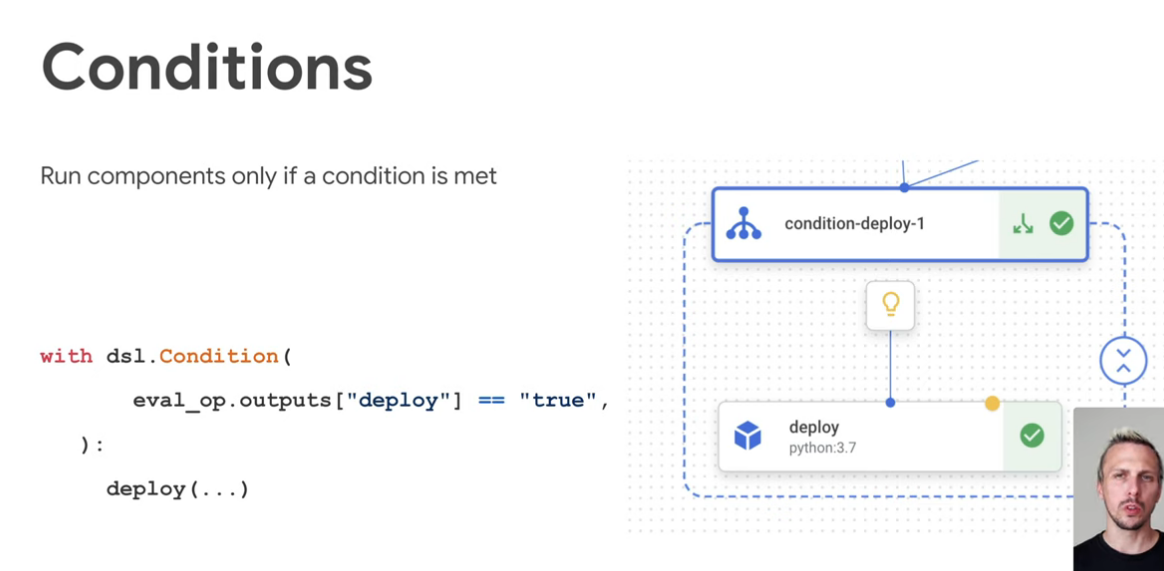 Conditions
Run components only if a condition is met
with dsl.Condition(
eval_op.outputs["deploy"] == "true",
):
deploy(...)
condition-deploy-1
deploy
python:3.7